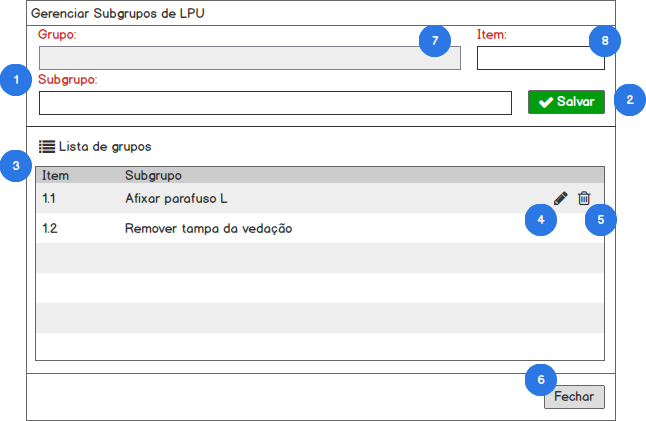 Gerenciar Subgrupos de LPU
Grupo:
7
Item:
8
1
Subgrupo:
Salvar
2
Lista de grupos
3
Item Subgrupo
1.1 Afixar parafuso L
4
5
1.2 Remover tampa da vedação
6
Fechar